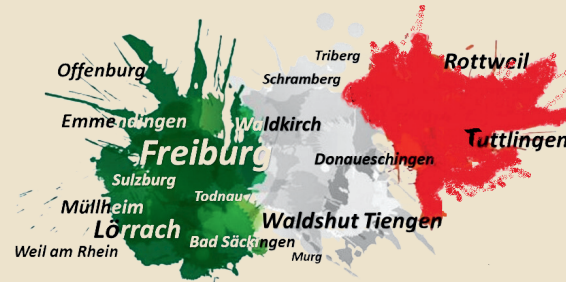 Triberg
Rottweil
Offenburg
Schramberg
Emmendingen
Waldkirch
Tuttlingen
Freiburg
Donaueschingen
Sulzburg
Todnau
Müllheim
Waldshut Tiengen
Lörrach
Bad Säckingen
Weil am Rhein
Murg